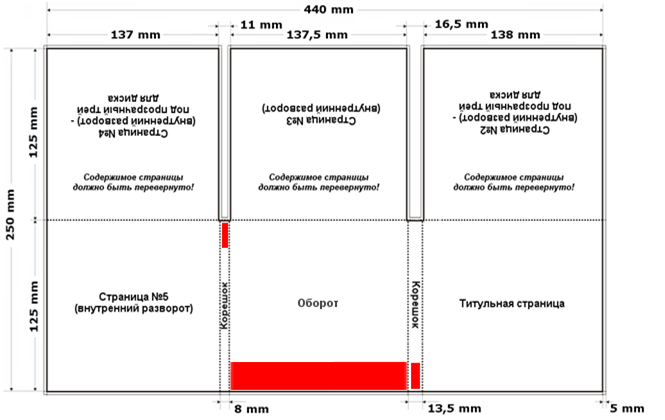 440 mm
11 mm
16,5 mm
137 mm
137,5 mm
138 mm
250 mm
125 mm
125 mm
Страница №4
(внутренний разворот) -
под прозрачный трей
для диска
Содержимое страницы
должно быть перевернуто!
Страница №3
(внутренний разворот)
Содержимое страницы
должно быть перевернуто!
Страница №2
(внутренний разворот) -
под прозрачный трей
для диска
Содержимое страницы
должно быть перевернуто!
Страница №5
(внутренний разворот)
Корешок
Оборот
Корешок
Титульная страница
8 mm
13,5 mm
5 mm